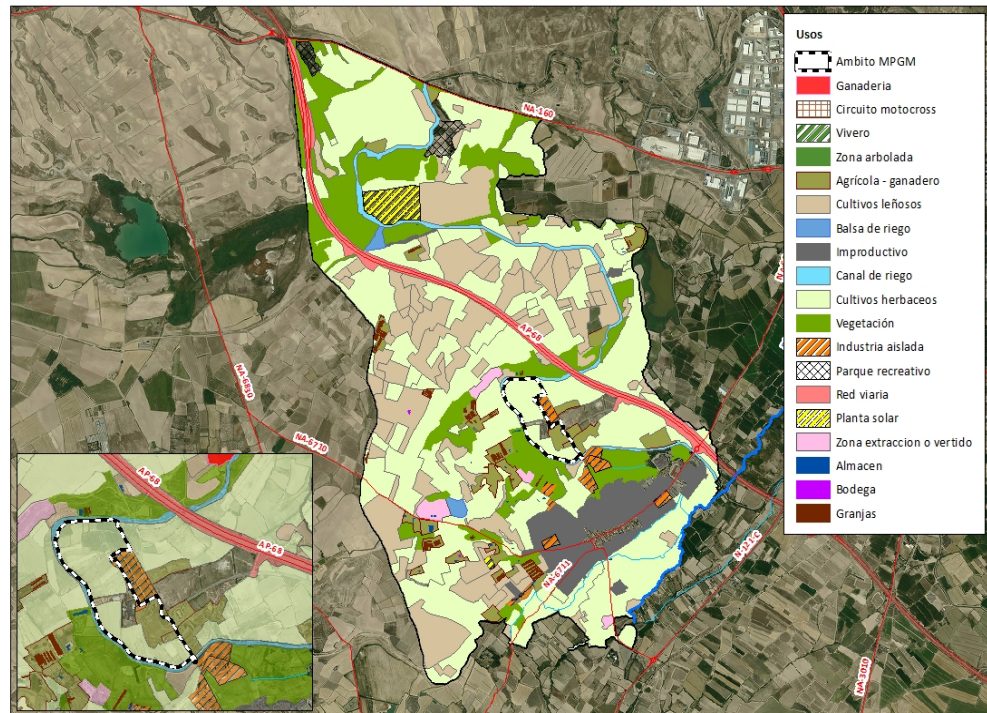 Usos
Ambito MPGM
Ganaderia
Circuito motocross
Vivero
Zona arbolada
Agrícola - ganadero
Cultivos leñosos
Balsa de riego
Improductivo
Canal de riego
Cultivos herbaceos
Vegetación
Industria aislada
Parque recreativo
Red viaria
Planta solar
Zona extraccion o vertido
Almacen
Bodega
Granjas
NA-160
AP-68
NA-6830
NA-6710
NA-6711
N-121-C
NA-3010
AP-68
AP-68